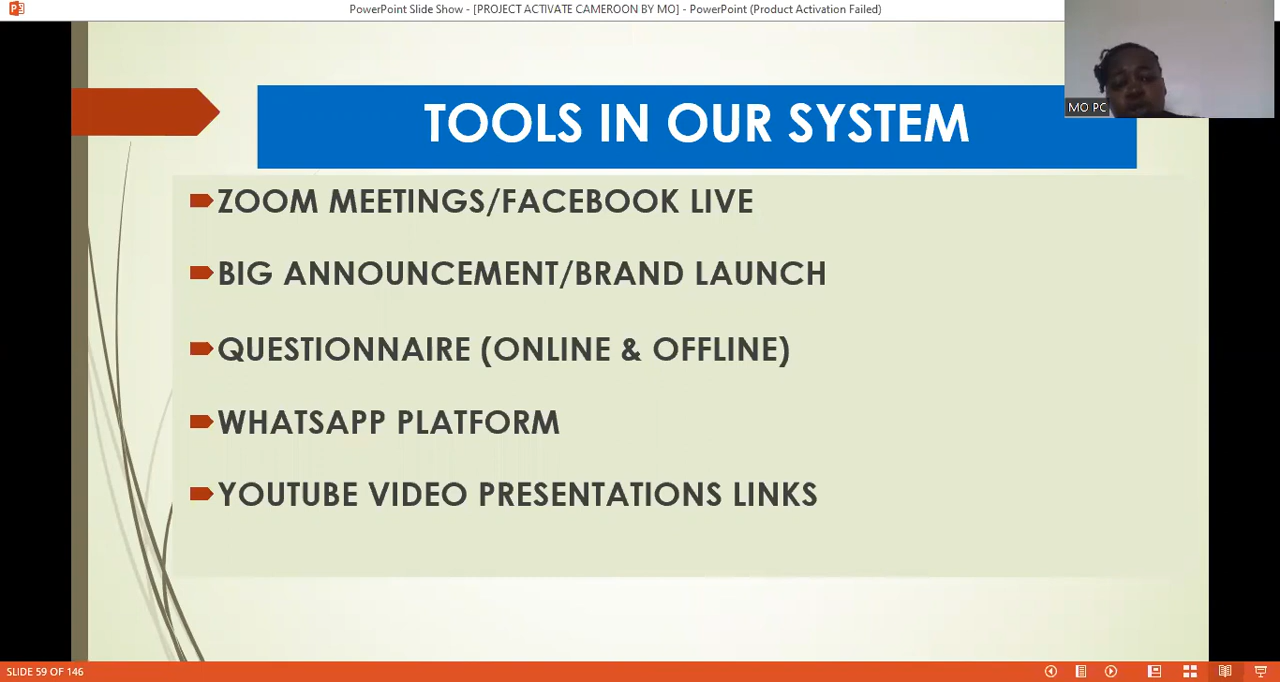 PowerPoint Slide Show - [PROJECT ACTIVATE CAMEROON BY MO] - PowerPoint (Product Activation Failed)
MO PC
TOOLS IN OUR SYSTEM
ZOOM MEETINGS/FACEBOOK LIVE
BIG ANNOUNCEMENT/BRAND LAUNCH
QUESTIONNAIRE (ONLINE & OFFLINE)
WHATSAPP PLATFORM
YOUTUBE VIDEO PRESENTATIONS LINKS
SLIDE 59 OF 146